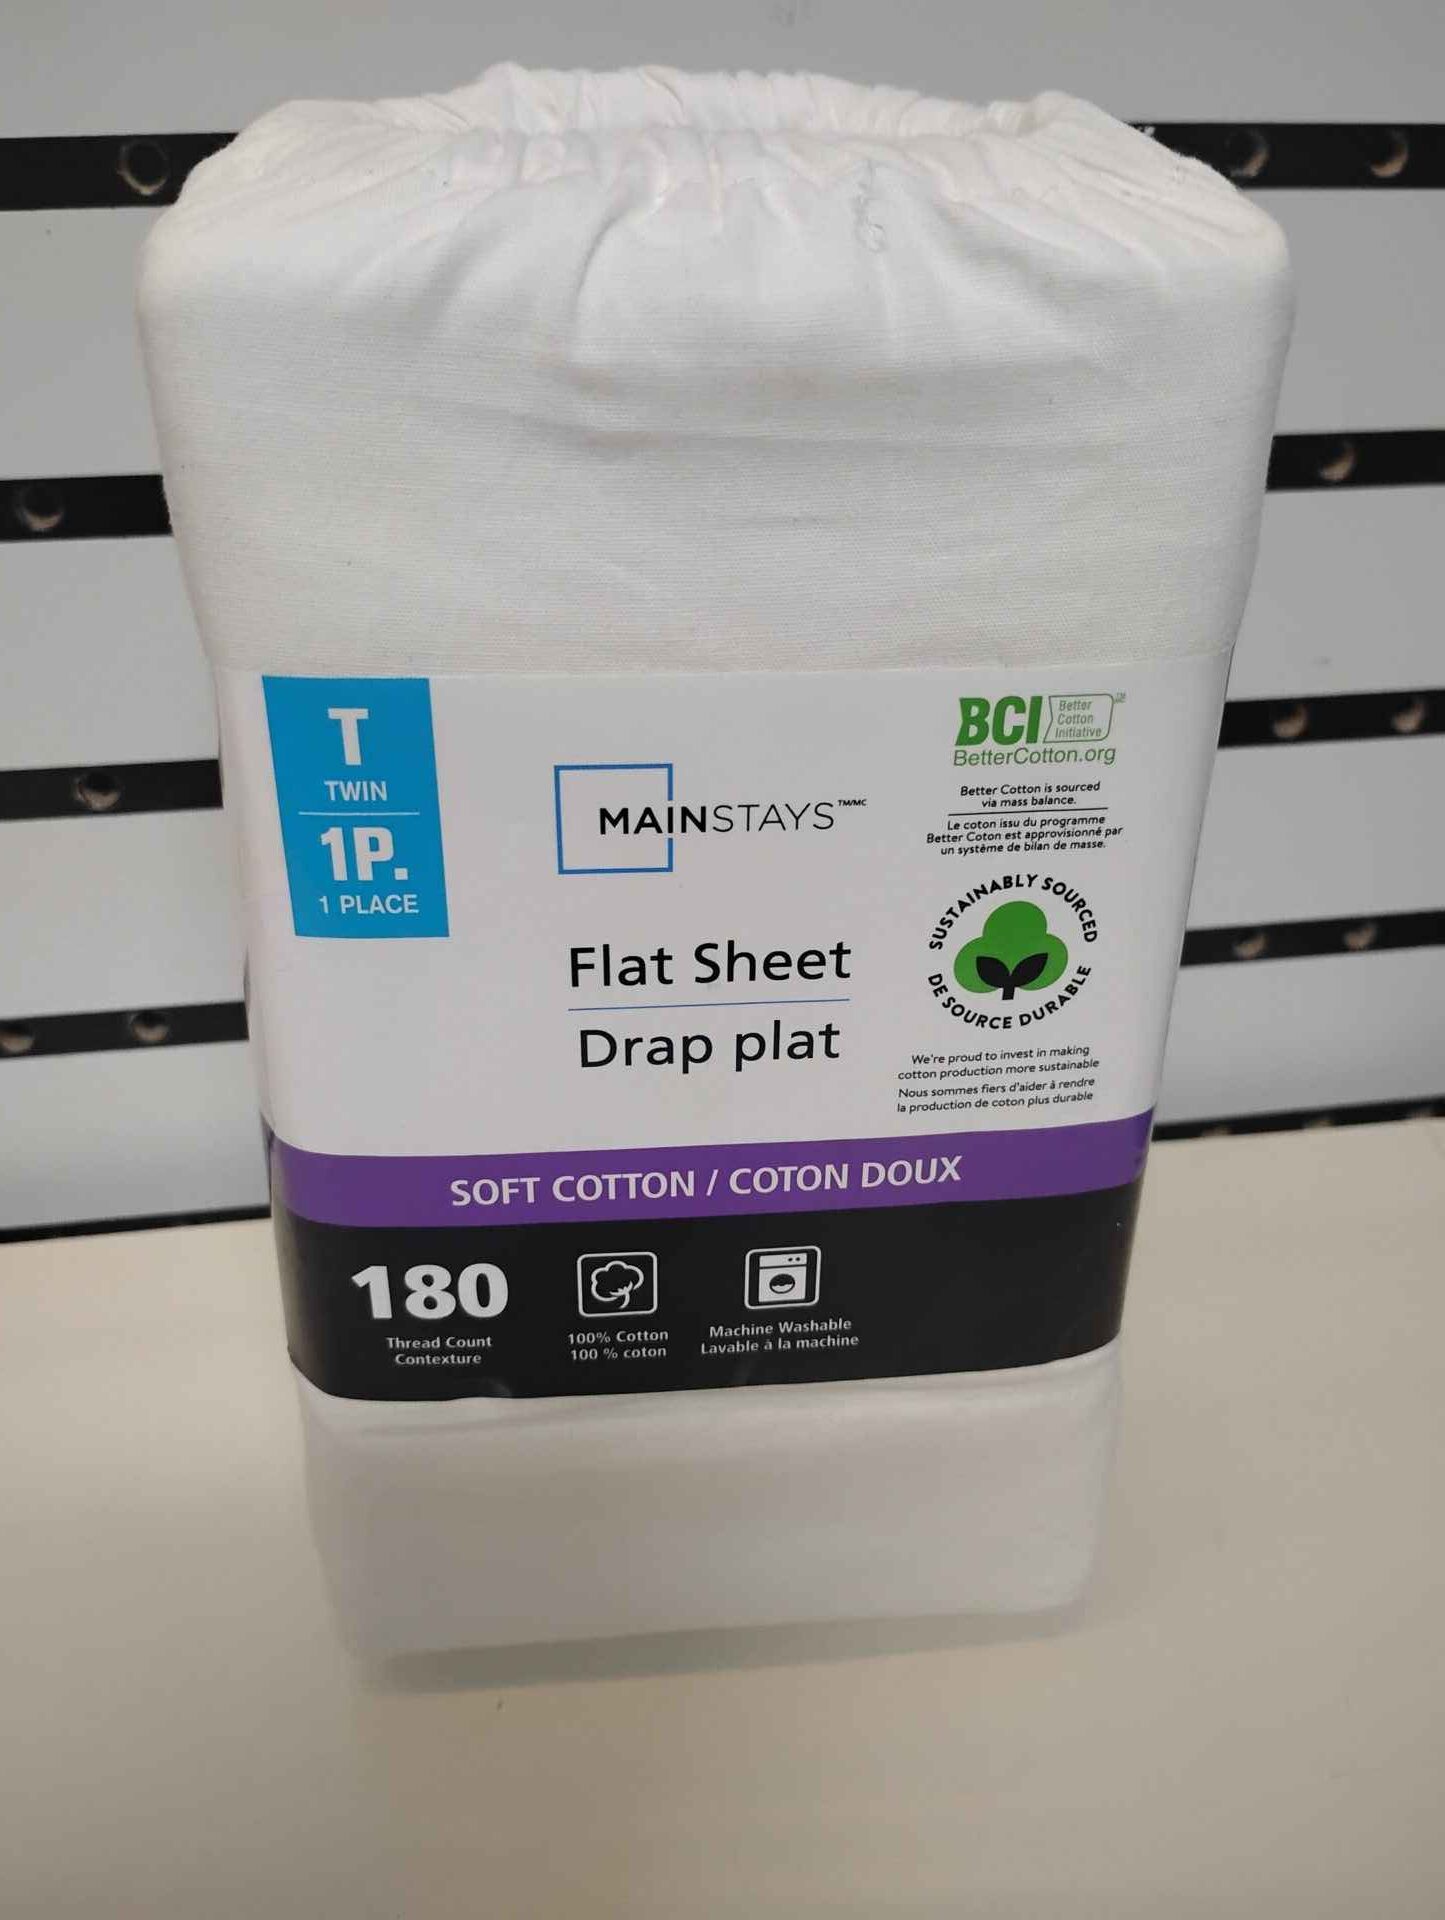 T
TWIN
1P.
1 PLACE
MAINSTAYS™/MC
Flat Sheet
Drap plat
BCI
Better
Cotton
Initiative
TM
BetterCotton.org
Better Cotton is sourced
via mass balance.
Le coton issu du programme
Better Coton est approvisionné par
un système de bilan de masse.
SUSTAINABLY SOURCED
DE SOURCE DURABLE
We're proud to invest in making
cotton production more sustainable
Nous sommes fiers d'aider à rendre
la production de coton plus durable
SOFT COTTON / COTON DOUX
180
Thread Count
Contexture
100% Cotton
100 % coton
Machine Washable
Lavable à la machine